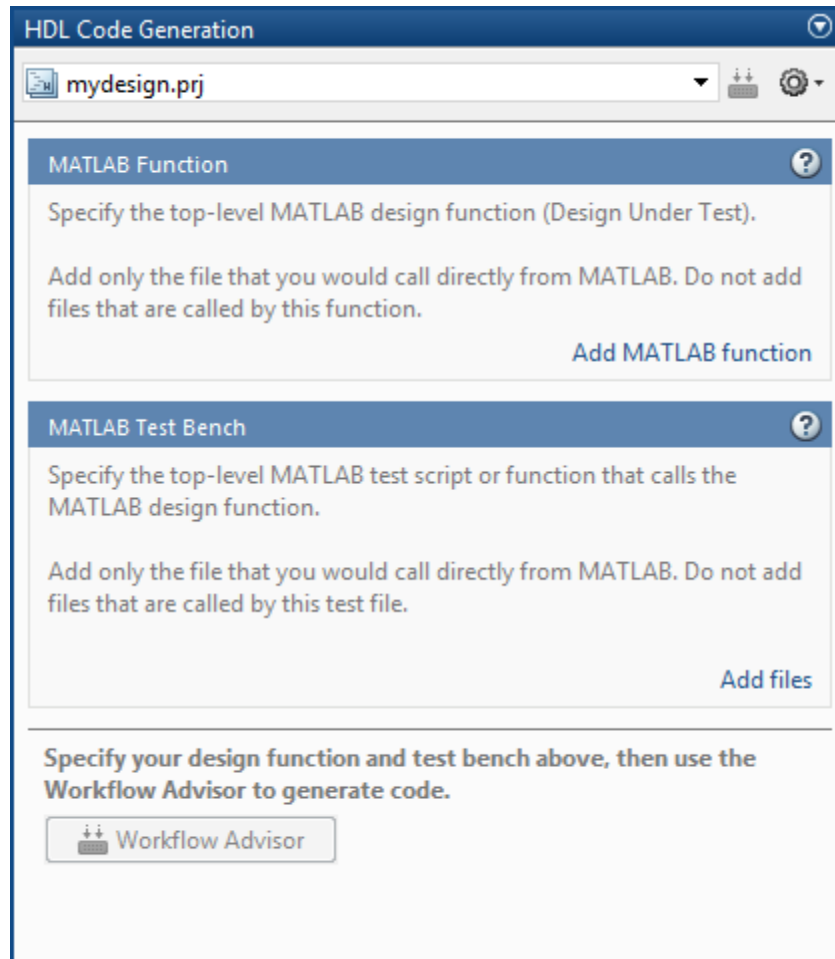 HDL Code Generation
mydesign.prj
MATLAB Function
Specify the top-level MATLAB design function (Design Under Test).
Add only the file that you would call directly from MATLAB. Do not add
files that are called by this function.
Add MATLAB function
MATLAB Test Bench
Specify the top-level MATLAB test script or function that calls the
MATLAB design function.
Add only the file that you would call directly from MATLAB. Do not add
files that are called by this test file.
Add files
Specify your design function and test bench above, then use the
Workflow Advisor to generate code.
Workflow Advisor